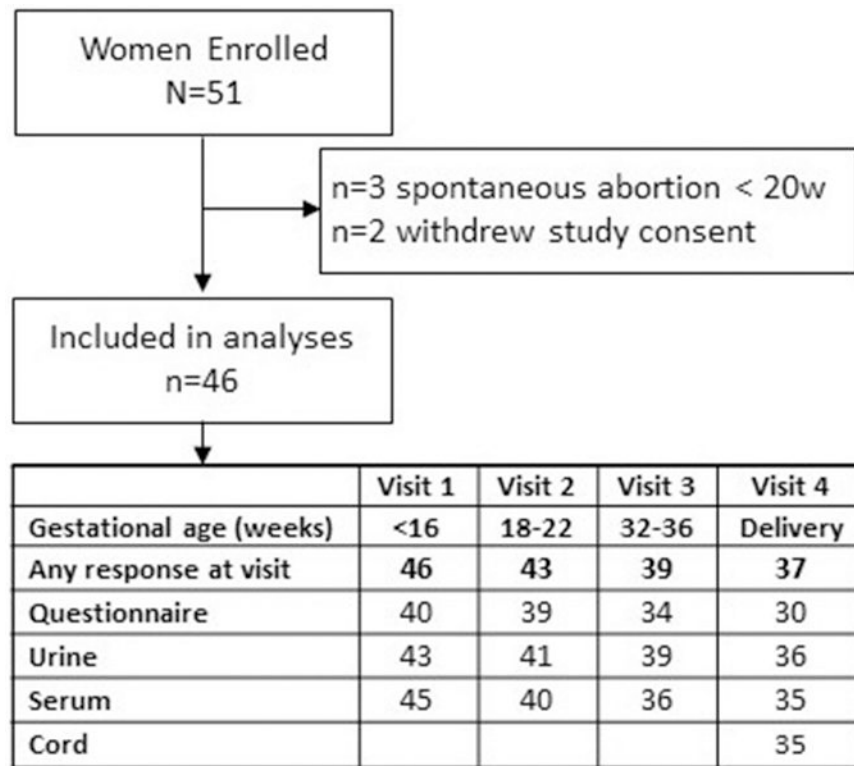 Women Enrolled
N=51
n=3 spontaneous abortion < 20w
n=2 withdrew study consent
Included in analyses
n=46
Visit 1 Visit 2 Visit 3 Visit 4
Gestational age (weeks) <16 18-22 32-36 Delivery
Any response at visit 46 43 39 37
Questionnaire 40 39 34 30
Urine 43 41 39 36
Serum 45 40 36 35
Cord 35